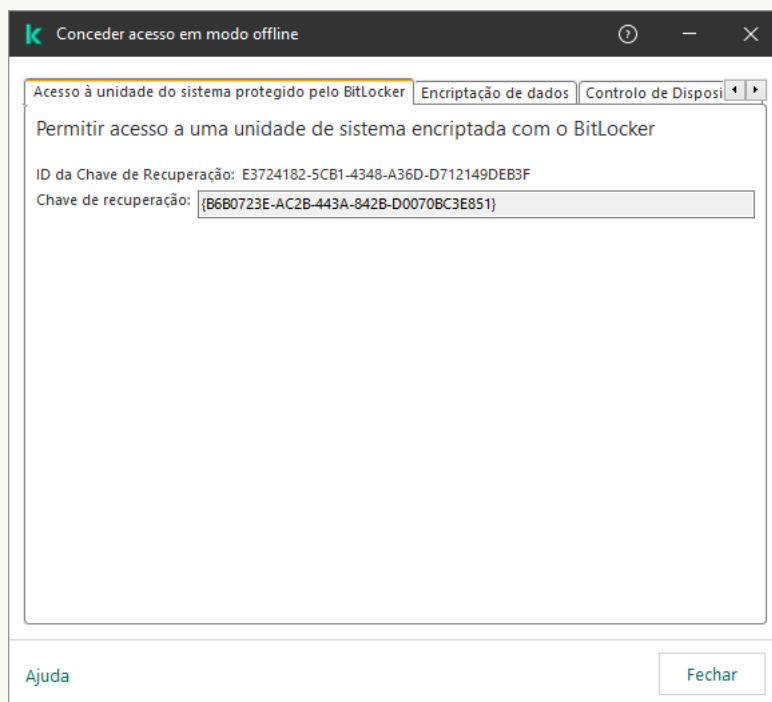 Conceder acesso em modo offline
Acesso à unidade do sistema protegido pelo BitLocker Encriptação de dados Controlo de Disposi
Permitir acesso a uma unidade de sistema encriptada com o BitLocker
ID da Chave de Recuperação: E3724182-5CB1-4348-A36D-D712149DEB3F
Chave de recuperação: {B6B0723E-AC2B-443A-842B-D0070BC3E851}
Ajuda Fechar